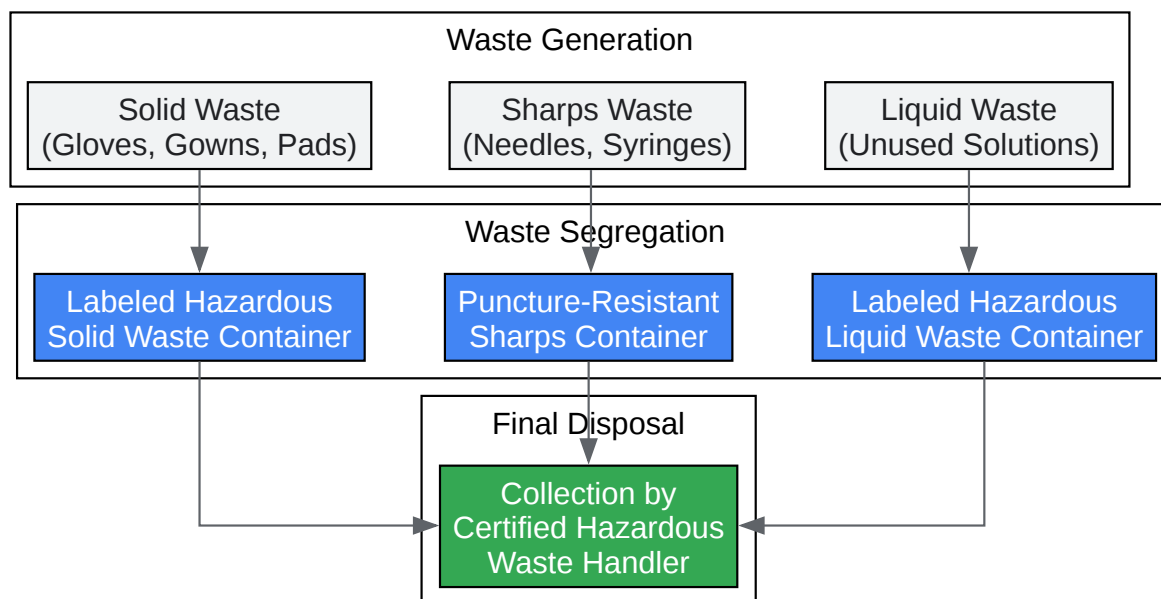 Waste Generation
Solid Waste
(Gloves, Gowns, Pads)
Sharps Waste
(Needles, Syringes)
Liquid Waste
(Unused Solutions)
Waste Segregation
Labeled Hazardous
Solid Waste Container
Puncture-Resistant
Sharps Container
Labeled Hazardous
Liquid Waste Container
Final Disposal
Collection by
Certified Hazardous
Waste Handler